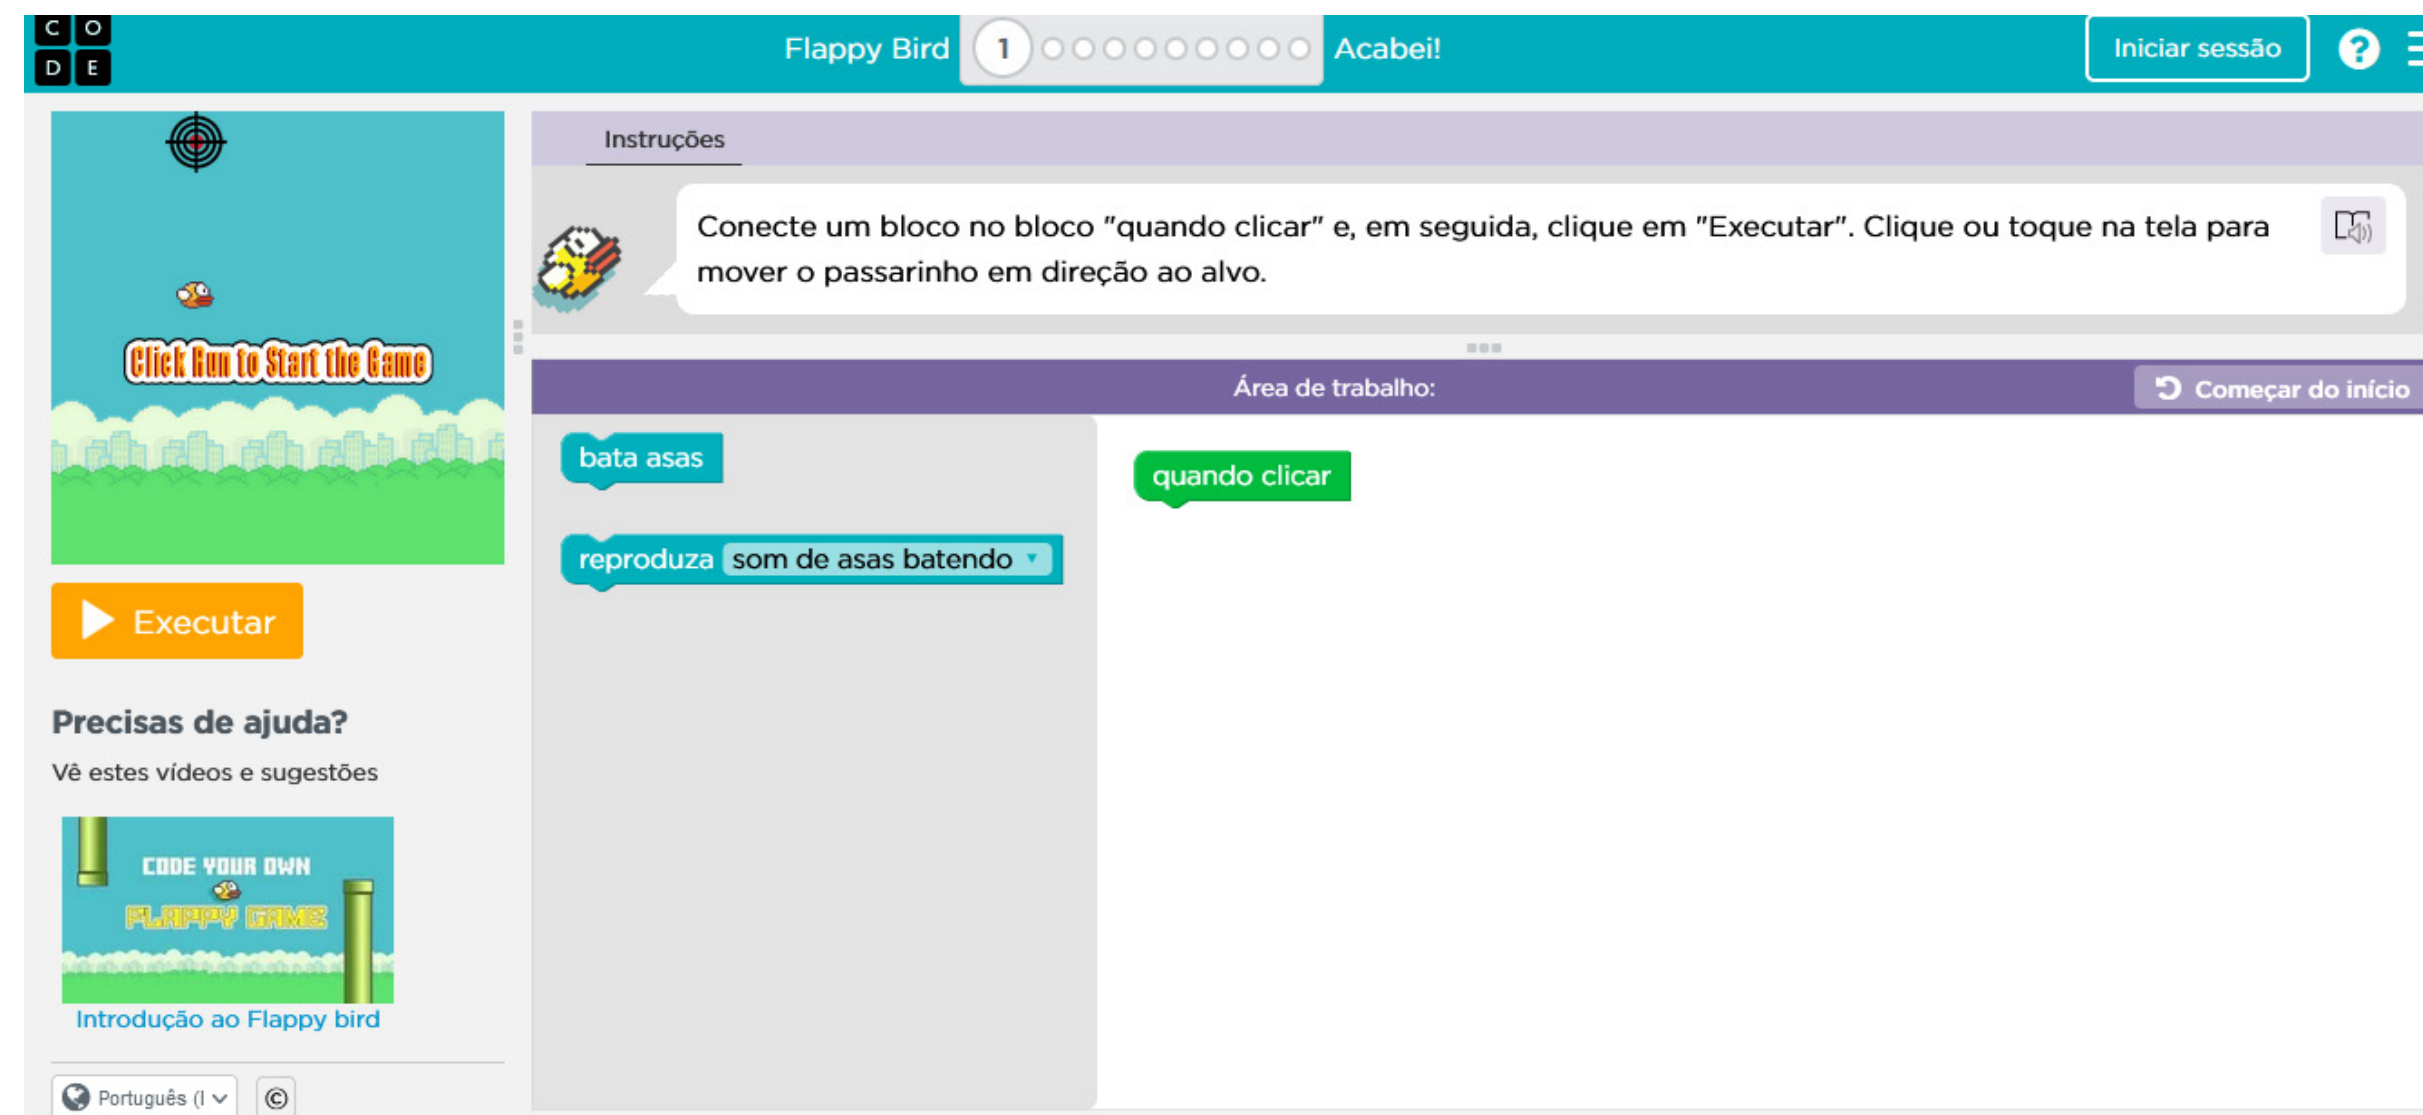 C O
D E
Flappy Bird 1 Acabei!
Iniciar sessão ?
Click Run to Start the Game
Executar
Precisas de ajuda?
Vê estes vídeos e sugestões
CODE YOUR OWN
FLAPPY GAME
Introdução ao Flappy bird
Português (I
©
Instruções
Conecte um bloco no bloco "quando clicar" e, em seguida, clique em "Executar". Clique ou toque na tela para
mover o passarinho em direção ao alvo.
Área de trabalho:
Começar do início
bata asas
reproduza som de asas batendo
quando clicar